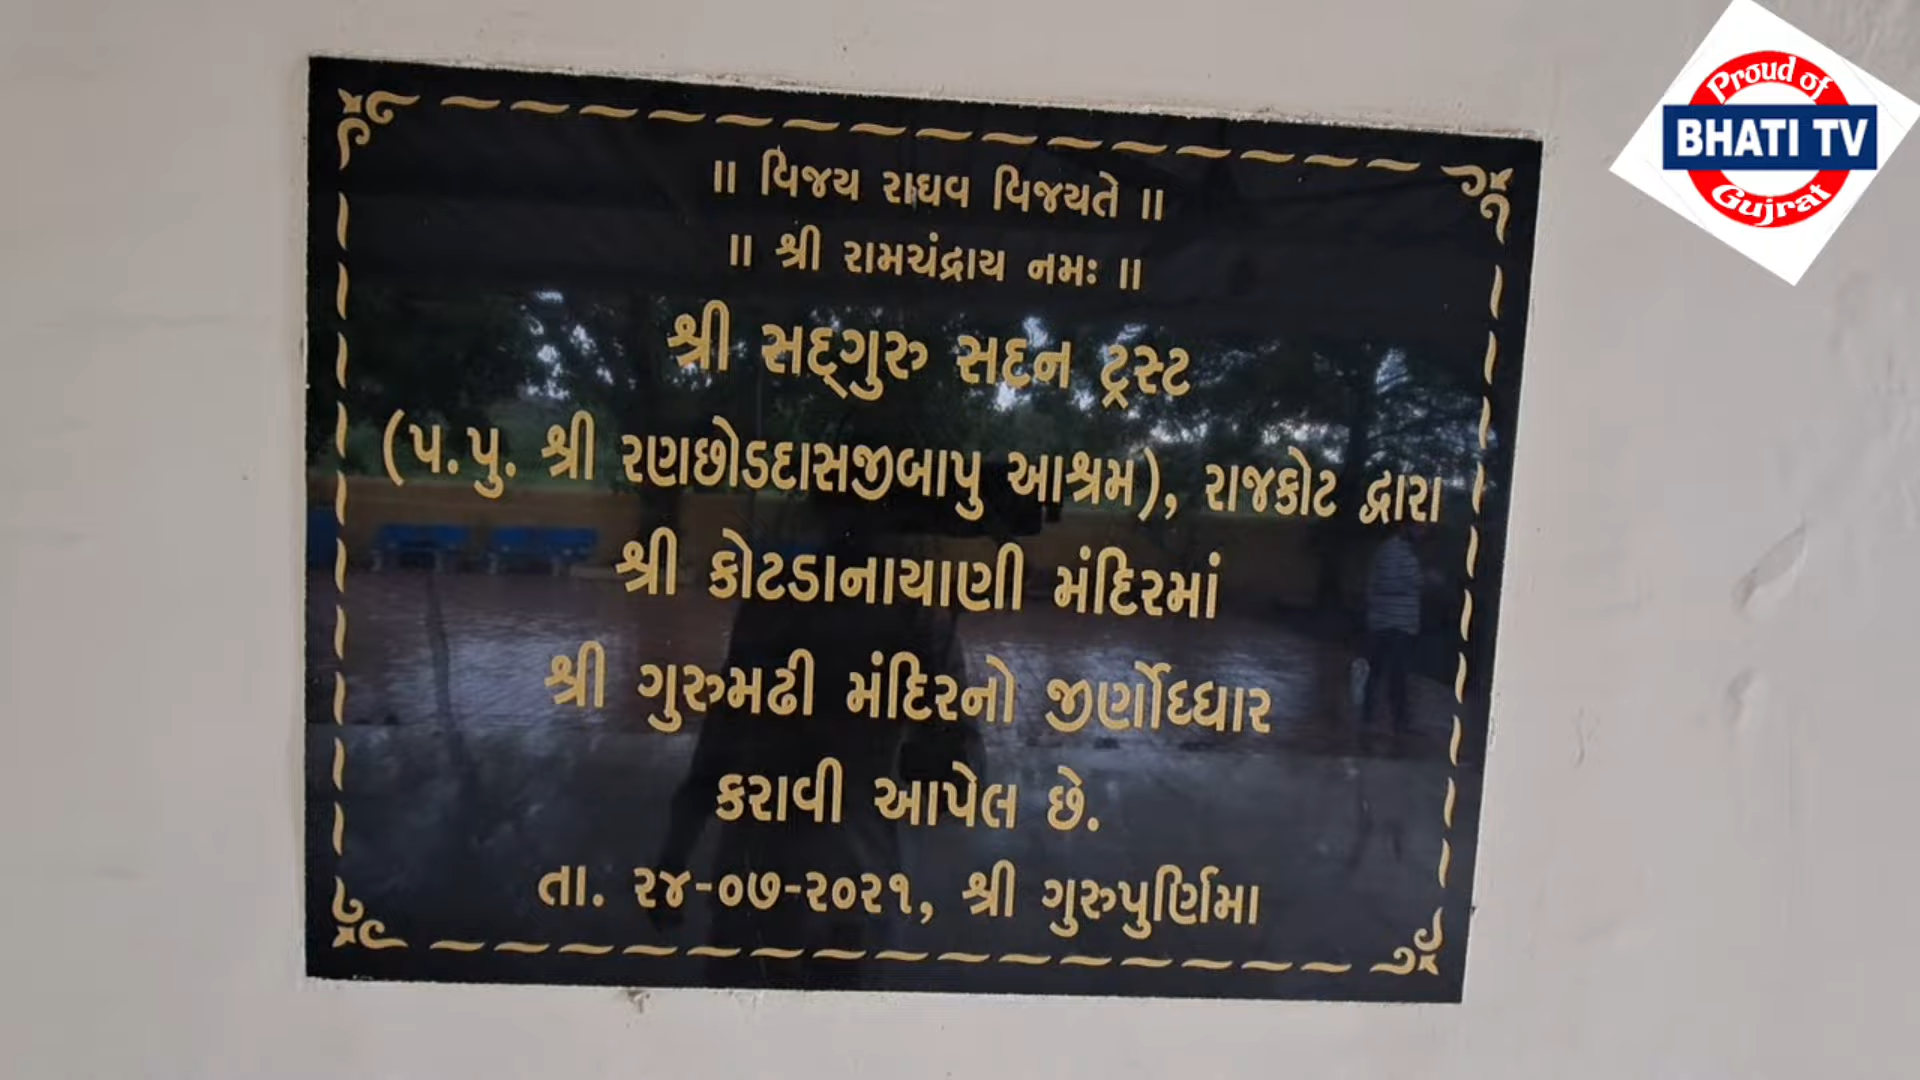 ॥ વિજય રાઘવ વિજયતે ॥
॥ શ્રી રામચંદ્રાય નમઃ ॥
શ્રી સદ્‌ગુરુ સદન ટ્રસ્ટ
(પ.પુ. શ્રી રણછોડદાસજીબાપુ આશ્રમ), રાજકોટ દ્વારા
શ્રી કોટડાનાયાણી મંદિરમાં
શ્રી ગુરુમઢી મંદિરનો જીર્ણોધ્ધાર
કરાવી આપેલ છે.
તા. ૨૪-૦૭-૨૦૨૧, શ્રી ગુરુપુર્ણિમા
Proud of
BHATI TV
Gujrat